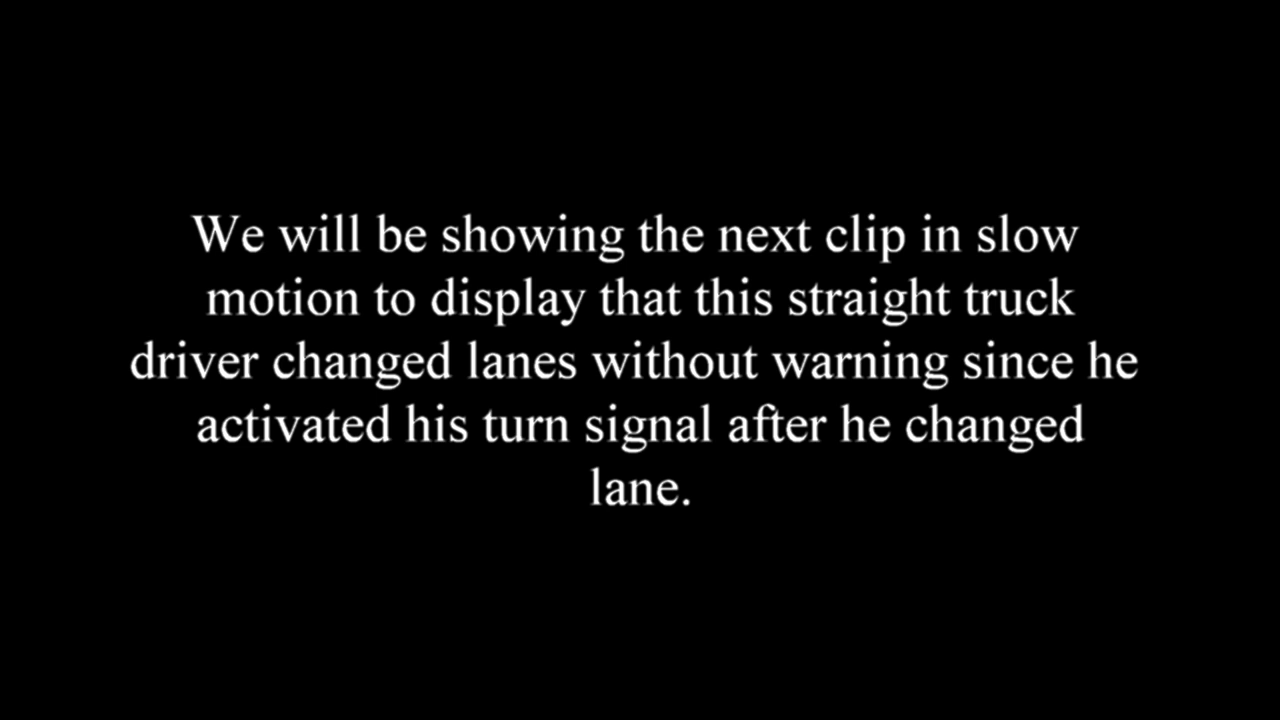 We will be showing the next clip in slow
motion to display that this straight truck
driver changed lanes without warning since he
activated his turn signal after he changed
lane.